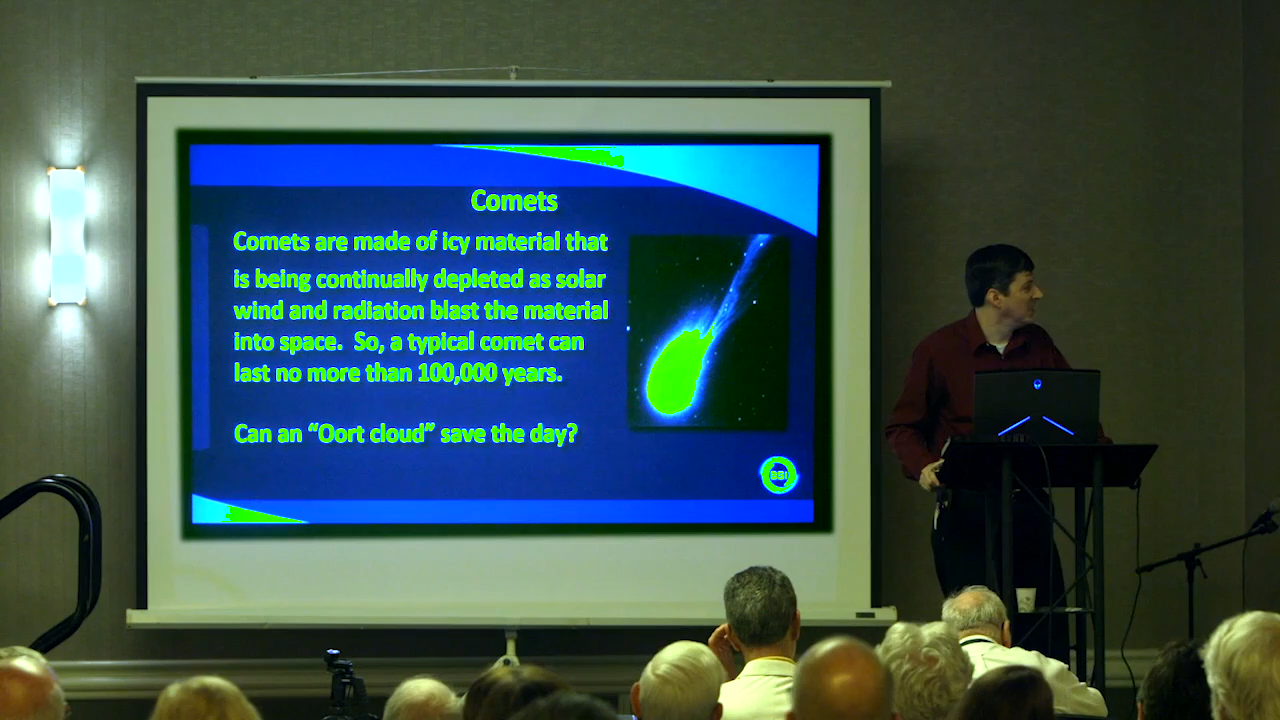 Comets
Comets are made of icy material that
is being continually depleted as solar
wind and radiation blast the material
into space.  So, a typical comet can
last no more than 100,000 years.
Can an “Oort cloud” save the day?